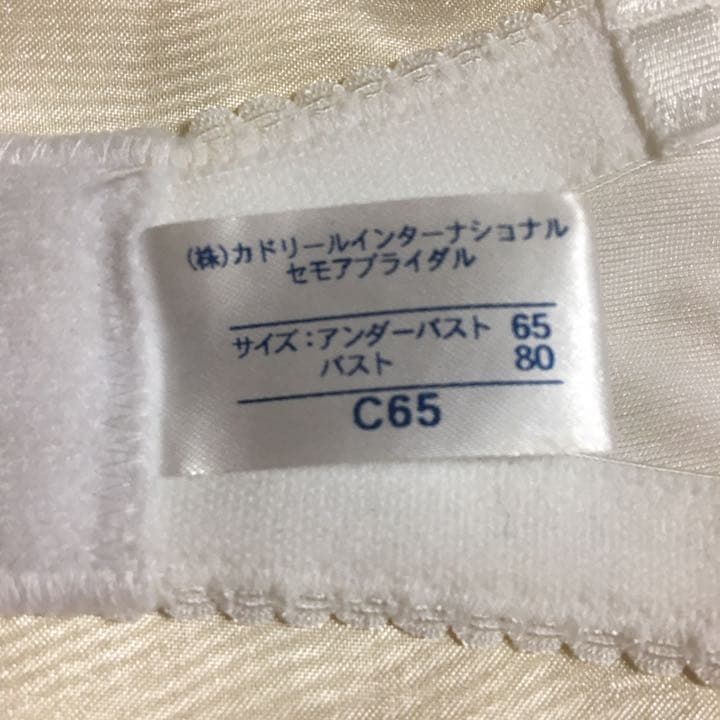 (株)カドリールインターナショナル
セモアブライダル
サイズ：アンダーバスト 65
バスト 80
C65